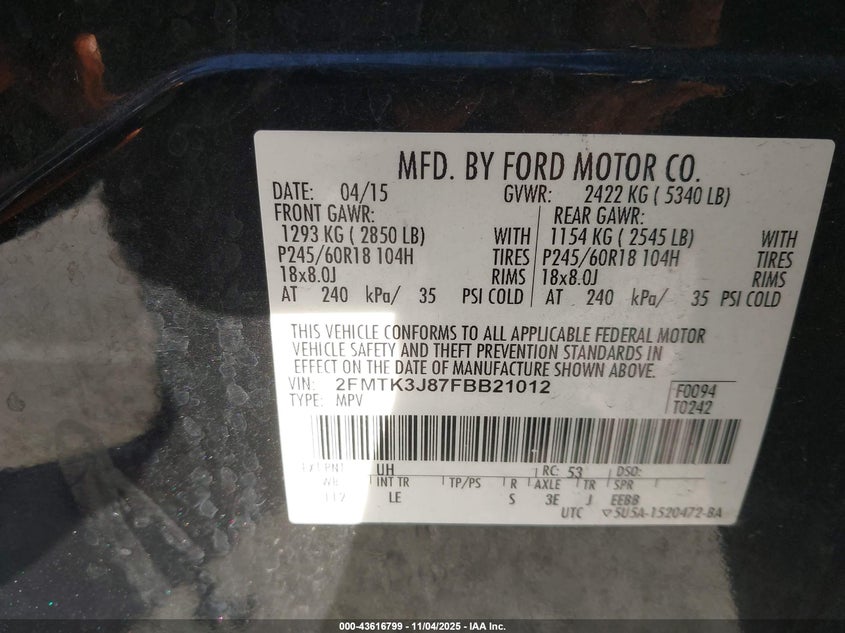 MFD. BY FORD MOTOR CO.
DATE: 04/15 GVWR: 2422 KG ( 5340 LB)
FRONT GAWR: REAR GAWR:
1293 KG ( 2850 LB) WITH 1154 KG ( 2545 LB) WITH
P245/60R18 104H TIRES P245/60R18 104H TIRES
18x8.0J RIMS 18x8.0J RIMS
AT 240 kPa/ 35 PSI COLD AT 240 kPa/ 35 PSI COLD
THIS VEHICLE CONFORMS TO ALL APPLICABLE FEDERAL MOTOR
VEHICLE SAFETY AND THEFT PREVENTION STANDARDS IN
EFFECT ON THE DATE OF MANUFACTURE SHOWN ABOVE.
VIN: 2FMTK3J87FBB21012 F0094
TYPE: MPV T0242
EXT PNT UH RC: 53 DSO:
WB INT TR TP/PS R AXLE TR SPR
112 LE S 3E J EEBB
UTC ▽5U5A-1520472-BA
000-43616799 - 11/04/2025 - IAA Inc.